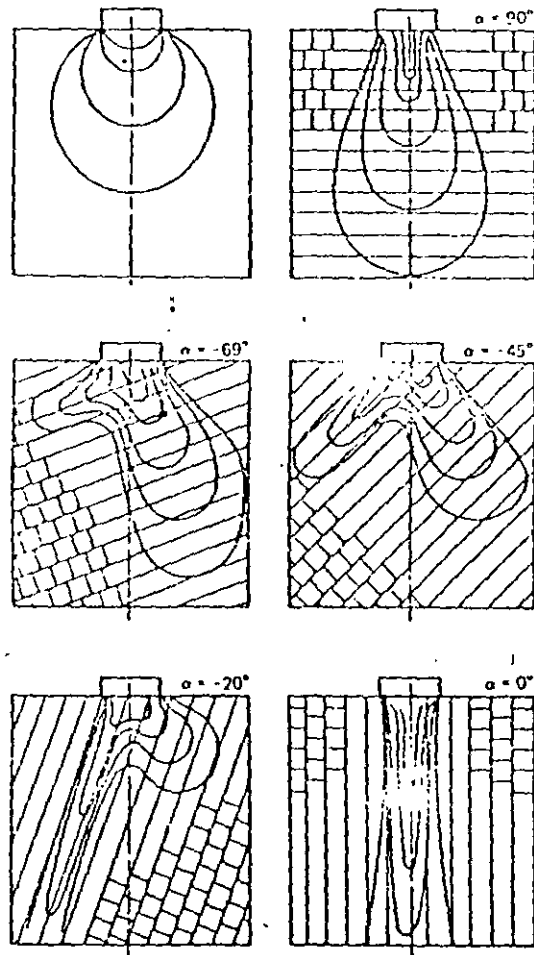 α = 90°
α = -69°
α = -45°
α = -20°
α = 0°